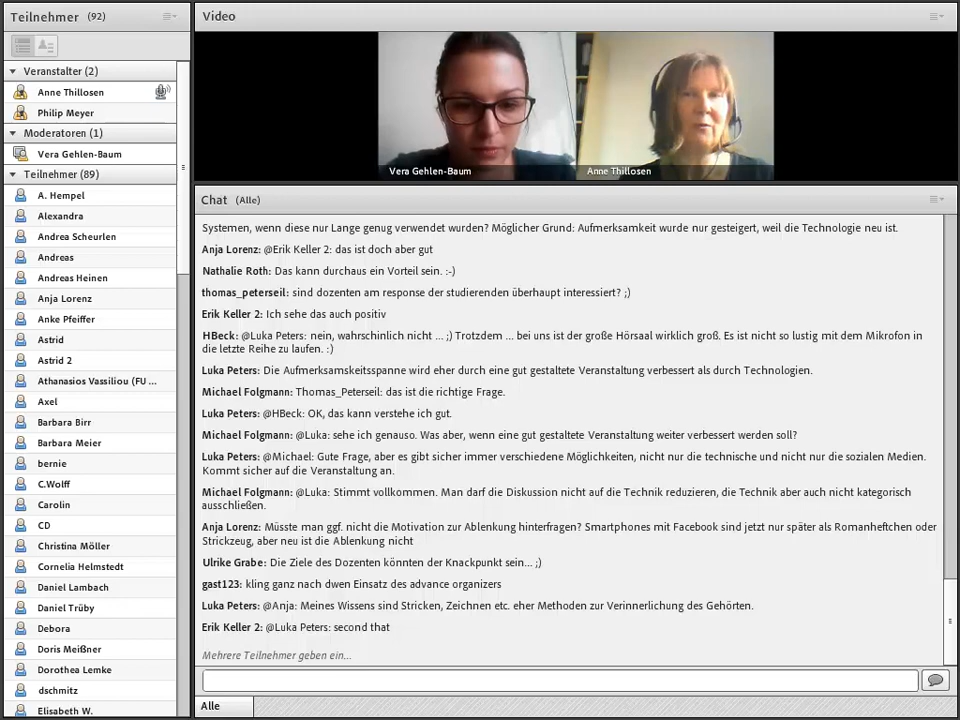 Teilnehmer (92)
Veranstalter (2)
Anne Thillosen
Philip Meyer
Moderatoren (1)
Vera Gehlen-Baum
Teilnehmer (89)
A. Hempel
Alexandra
Andrea Scheurlen
Andreas
Andreas Heinen
Anja Lorenz
Anke Pfeiffer
Astrid
Astrid 2
Athanasios Vassiliou (FU ...
Axel
Barbara Birr
Barbara Meier
bernie
C.Wolff
Carolin
CD
Christina Möller
Cornelia Helmstedt
Daniel Lambach
Daniel Trüby
Debora
Doris Meißner
Dorothea Lemke
dschmitz
Elisabeth W.
Video
Vera Gehlen-Baum
Anne Thillosen
Chat (Alle)
Systemen, wenn diese nur Lange genug verwendet wurden? Möglicher Grund: Aufmerksamkeit wurde nur gesteigert, weil die Technologie neu ist.
Anja Lorenz: @Erik Keller 2: das ist doch aber gut
Nathalie Roth: Das kann durchaus ein Vorteil sein. :-)
thomas_peterseil: sind dozenten am response der studierenden überhaupt interessiert? ;)
Erik Keller 2: Ich sehe das auch positiv
HBeck: @Luka Peters: nein, wahrschinlich nicht ... ;) Trotzdem ... bei uns ist der große Hörsaal wirklich groß. Es ist nicht so lustig mit dem Mikrofon in
die letzte Reihe zu laufen. :)
Luka Peters: Die Aufmerksamskeitsspanne wird eher durch eine gut gestaltete Veranstaltung verbessert als durch Technologien.
Michael Folgmann: Thomas_Peterseil: das ist die richtige Frage.
Luka Peters: @HBeck: OK, das kann verstehe ich gut.
Michael Folgmann: @Luka: sehe ich genauso. Was aber, wenn eine gut gestaltete Veranstaltung weiter verbessert werden soll?
Luka Peters: @Michael: Gute Frage, aber es gibt sicher immer verschiedene Möglichkeiten, nicht nur die technische und nicht nur die sozialen Medien.
Kommt sicher auf die Veranstaltung an.
Michael Folgmann: @Luka: Stimmt vollkommen. Man darf die Diskussion nicht auf die Technik reduzieren, die Technik aber auch nicht kategorisch
ausschließen.
Anja Lorenz: Müsste man ggf. nicht die Motivation zur Ablenkung hinterfragen? Smartphones mit Facebook sind jetzt nur später als Romanheftchen oder
Strickzeug, aber neu ist die Ablenkung nicht
Ulrike Grabe: Die Ziele des Dozenten könnten der Knackpunkt sein... ;)
gast123: kling ganz nach dwen Einsatz des advance organizers
Luka Peters: @Anja: Meines Wissens sind Stricken, Zeichnen etc. eher Methoden zur Verinnerlichung des Gehörten.
Erik Keller 2: @Luka Peters: second that
Mehrere Teilnehmer geben ein...
Alle